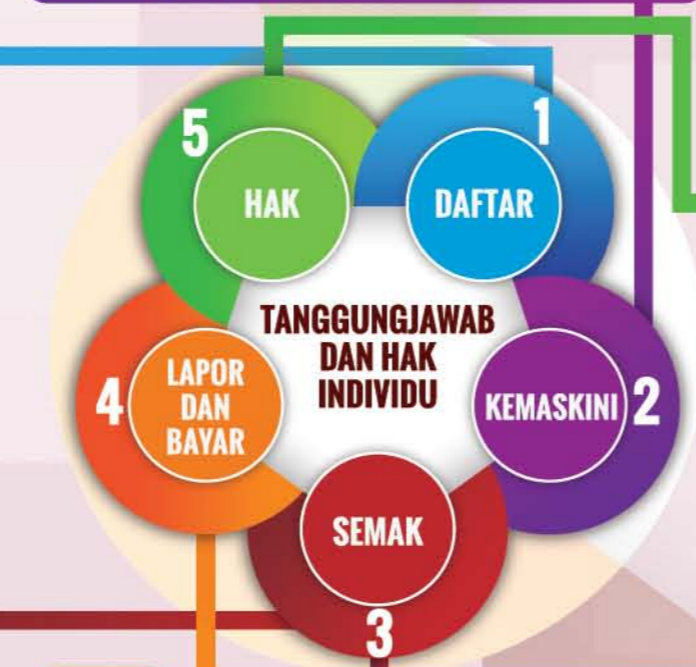 TANGGUNGJAWAB
DAN HAK
INDIVIDU
1
DAFTAR
2
KEMASKINI
3
SEMAK
4
LAPOR
DAN
BAYAR
5
HAK